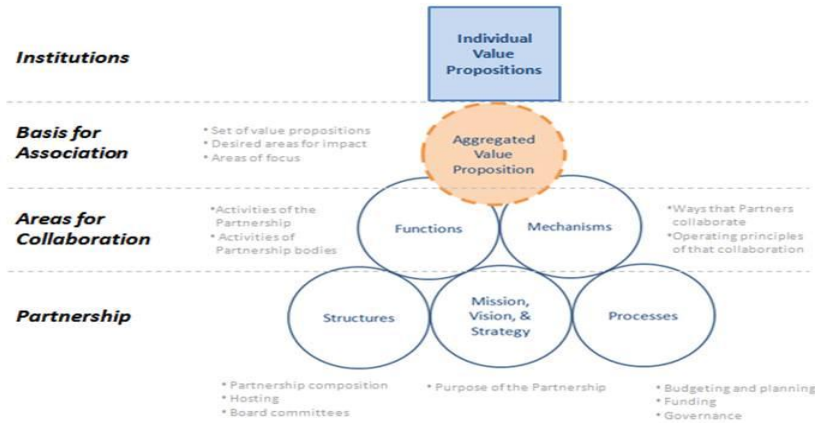 Institutions
Individual
Value
Propositions
Basis for
Association
• Set of value propositions
• Desired areas for impact
• Areas of focus
Aggregated
Value
Proposition
Areas for
Collaboration
•Activities of the
Partnership
• Activities of
Partnership bodies
Functions
Mechanisms
•Ways that Partners
collaborate
•Operating principles
of that collaboration
Partnership
Structures
Mission,
Vision, &
Strategy
Processes
• Partnership composition
• Hosting
• Board committees
• Purpose of the Partnership
• Budgeting and planning
• Funding
• Governance